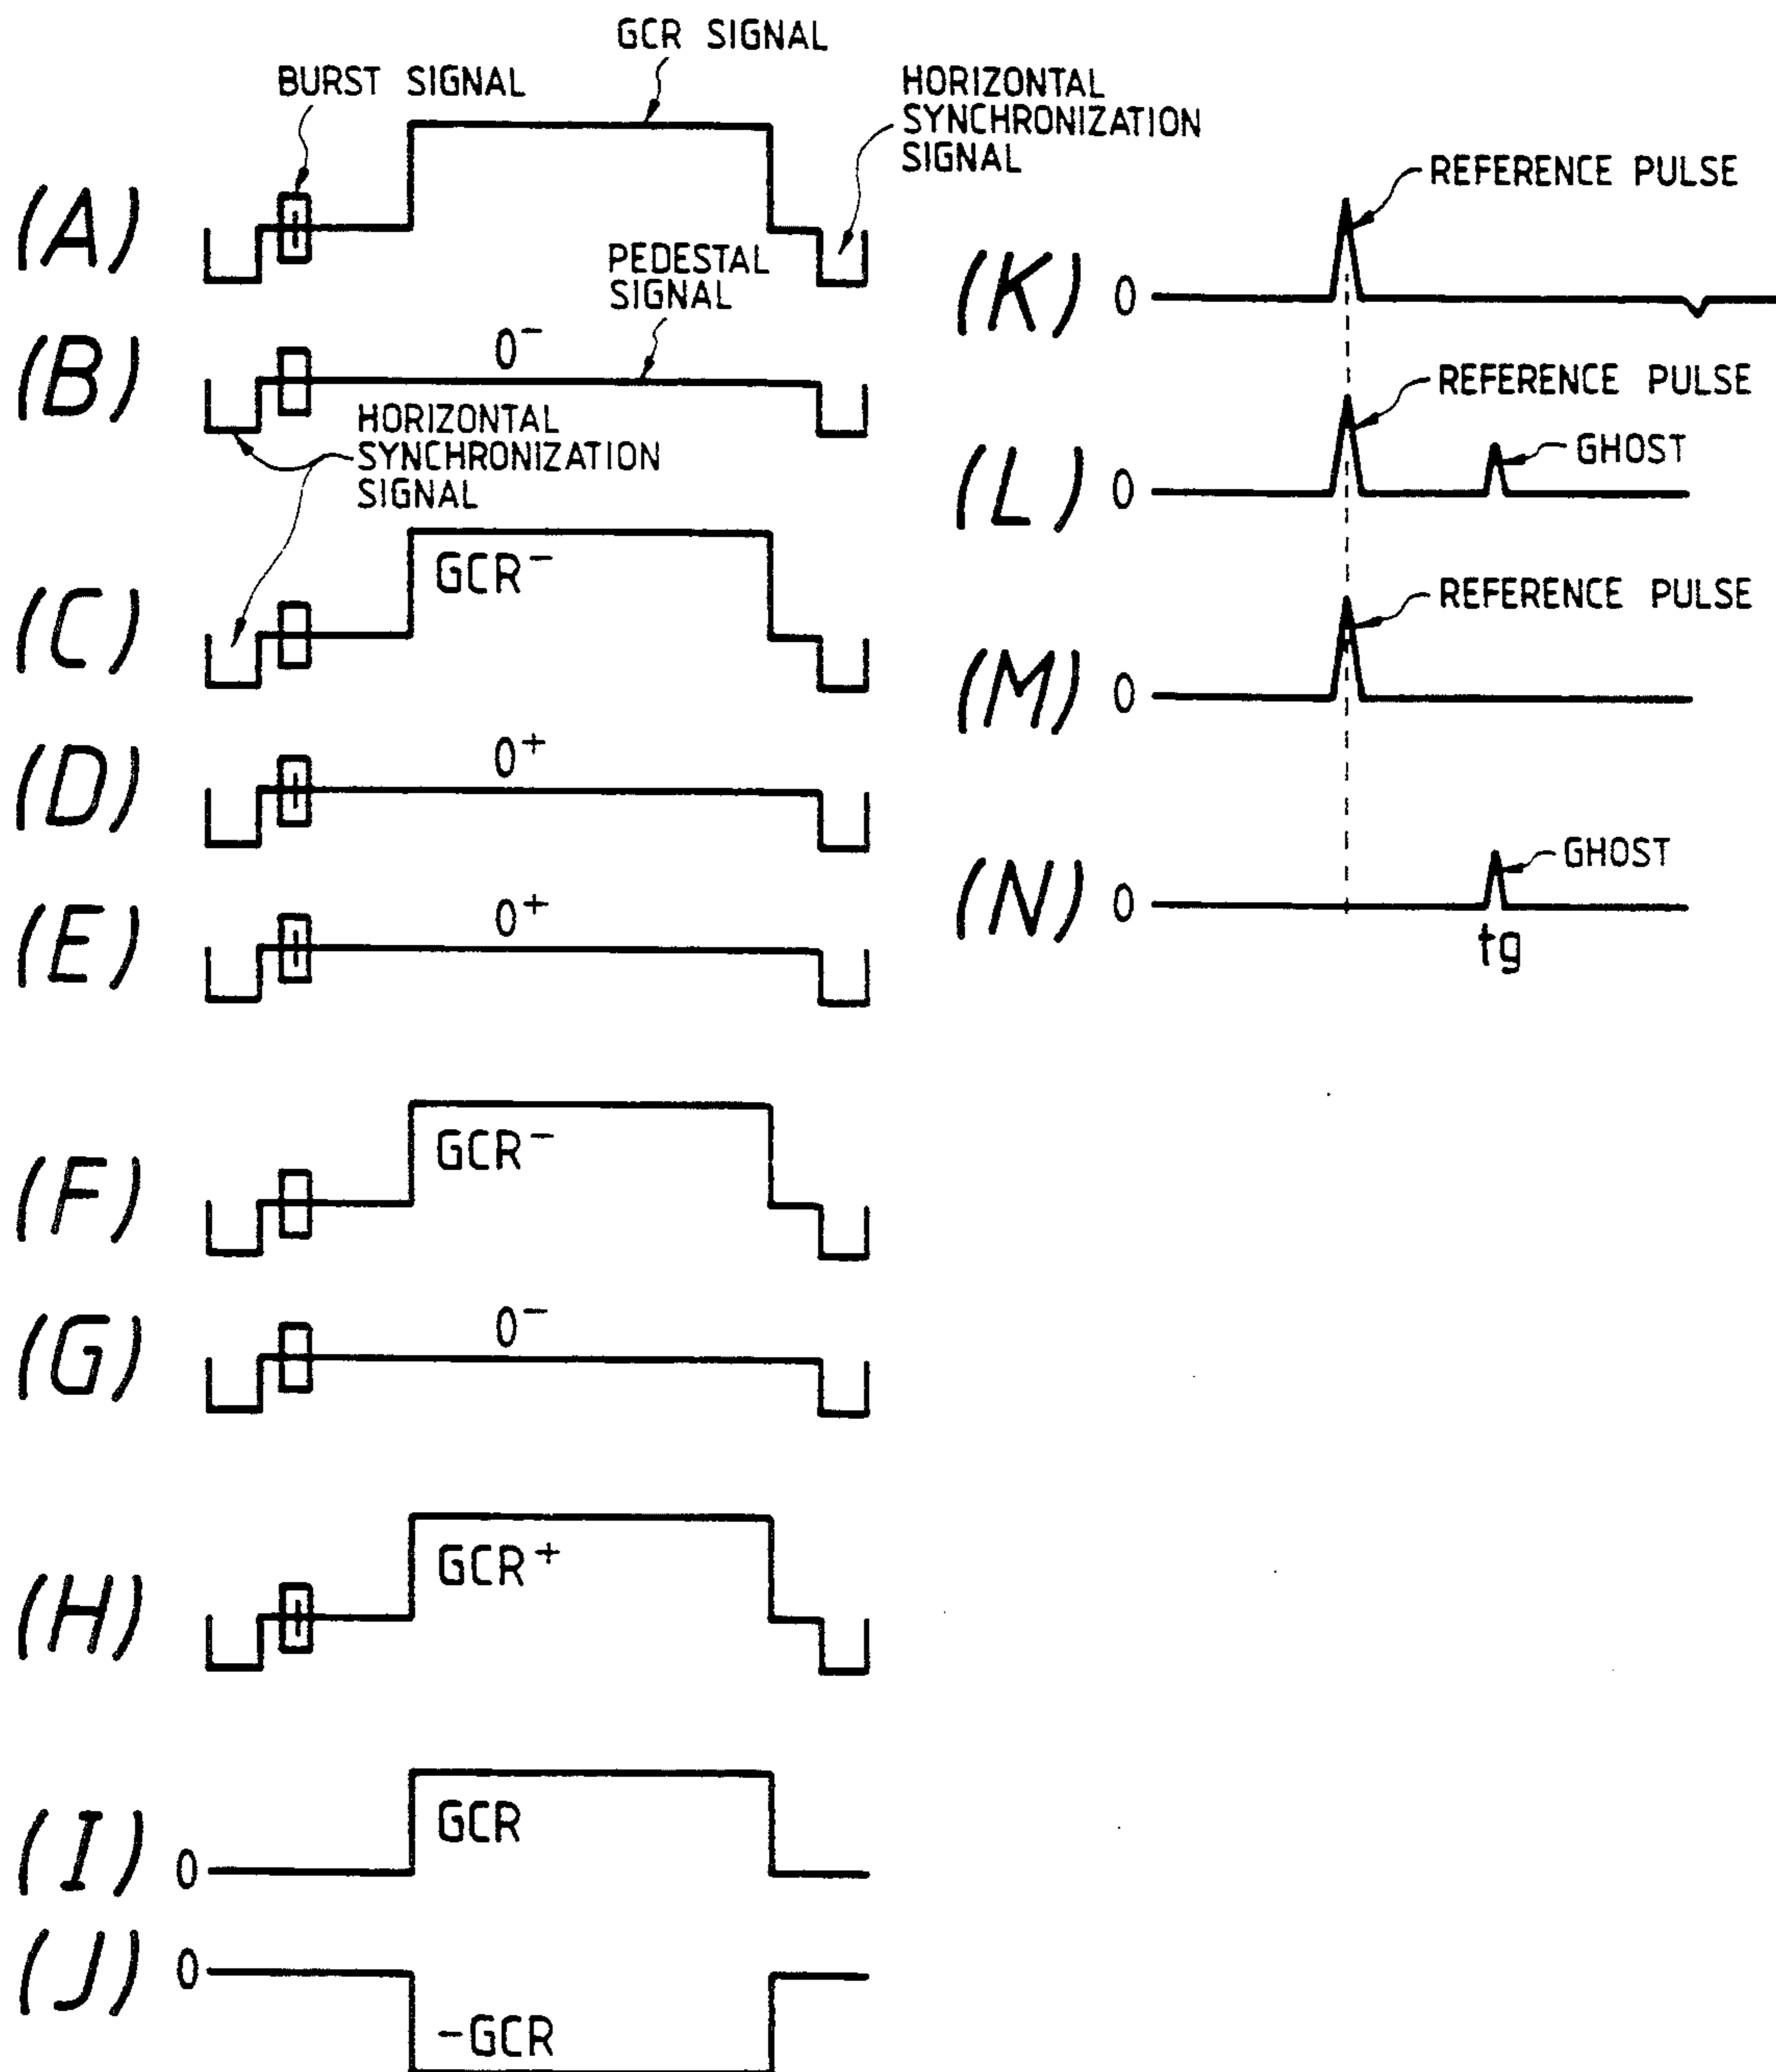 GCR SIGNAL
BURST SIGNAL
HORIZONTAL
SYNCHRONIZATION
SIGNAL
(A)
PEDESTAL
SIGNAL
(B)
0⁻
HORIZONTAL
SYNCHRONIZATION
SIGNAL
(C)
GCR⁻
(D)
0⁺
(E)
0⁺
(F)
GCR⁻
(G)
0⁻
(H)
GCR⁺
(I) 0
GCR
(J) 0
-GCR
REFERENCE PULSE
(K) 0
REFERENCE PULSE
GHOST
(L) 0
REFERENCE PULSE
(M) 0
GHOST
(N) 0
tg